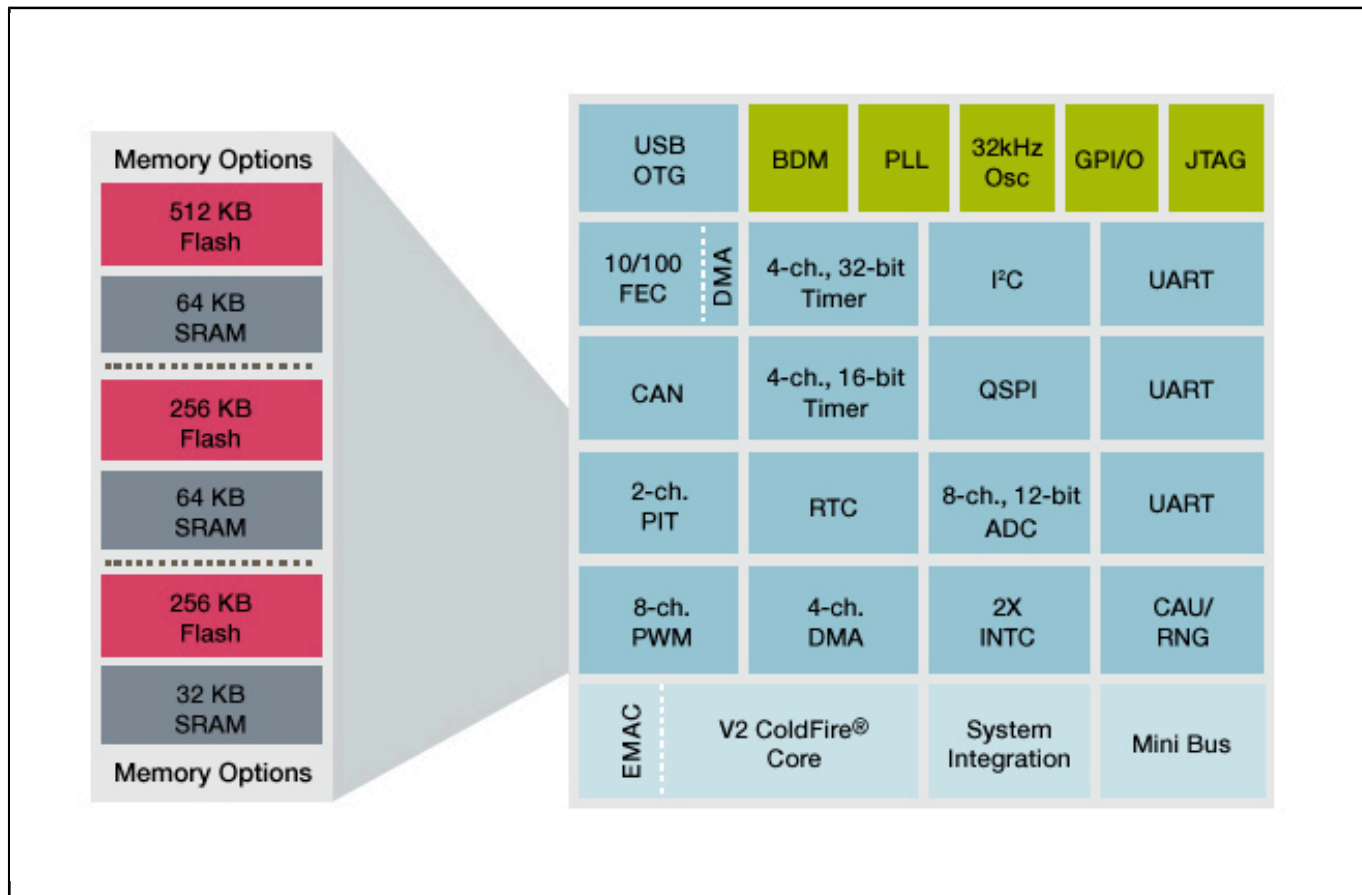 Memory Options
512 KB
Flash
64 KB
SRAM
256 KB
Flash
64 KB
SRAM
256 KB
Flash
32 KB
SRAM
Memory Options
USB
OTG
BDM
PLL
32kHz
Osc
GPI/O
JTAG
10/100
FEC
DMA
4-ch., 32-bit
Timer
I²C
UART
CAN
4-ch., 16-bit
Timer
QSPI
UART
2-ch.
PIT
RTC
8-ch., 12-bit
ADC
UART
8-ch.
PWM
4-ch.
DMA
2X
INTC
CAU/
RNG
EMAC
V2 ColdFire®
Core
System
Integration
Mini Bus